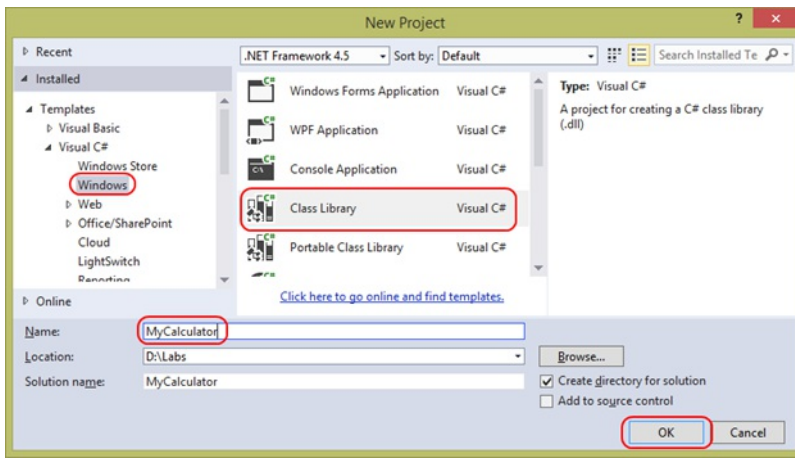 New Project
?
×
Recent
.NET Framework 4.5
Sort by: Default
Search Installed Te
Installed
Templates
Visual Basic
Visual C#
Windows Store
Windows
Web
Office/SharePoint
Cloud
LightSwitch
Reporting
Online
Windows Forms Application Visual C#
WPF Application Visual C#
Console Application Visual C#
Class Library Visual C#
Portable Class Library Visual C#
Click here to go online and find templates.
Type: Visual C#
A project for creating a C# class library
(.dll)
Name: MyCalculator
Location: D:\Labs
Browse...
Solution name: MyCalculator
Create directory for solution
Add to source control
OK
Cancel